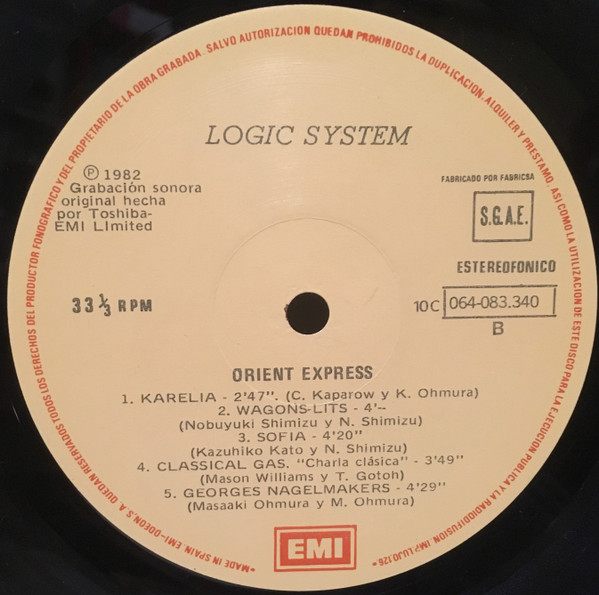 SALVO AUTORIZACION QUEDAN PROHIBIDOS LA DUPLICACION, ALQUILER Y PRESTAMO, ASI COMO LA UTILIZACION DE ESTE DISCO PARA LA EJECUCION PUBLICA Y LA RADIODIFUSION. IMP LUJO, 126 *
* MADE IN SPAIN. EMI-ODEON S.A. QUEDAN RESERVADOS TODOS LOS DERECHOS DEL PRODUCTOR FONOGRAFICO Y DEL PROPIETARIO DE LA OBRA GRABADA.
LOGIC SYSTEM
Ⓟ 1982
Grabación sonora
original hecha
por Toshiba-
EMI LImited
FABRICADO POR FABRICSA
S.G.A.E.
ESTEREOFONICO
33 1/3 RPM
10C 064-083.340
B
ORIENT EXPRESS
1. KARELIA - 2'47". (C. Kaparow y K. Ohmura)
2. WAGONS-LITS - 4'--
(Nobuyuki Shimizu y N. Shimizu)
3. SOFIA - 4'20"
(Kazuhiko Kato y N. Shimizu)
4. CLASSICAL GAS. "Charla clásica" - 3'49"
(Mason Williams y T. Gotoh)
5. GEORGES NAGELMAKERS - 4'29"
(Masaaki Ohmura y M. Ohmura)
EMI